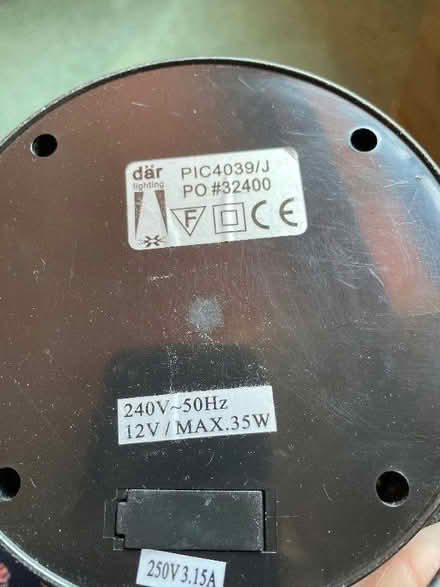 där
lighting
PIC4039/J
PO #32400
F CE
240V~50Hz
12V / MAX.35W
250V 3.15A